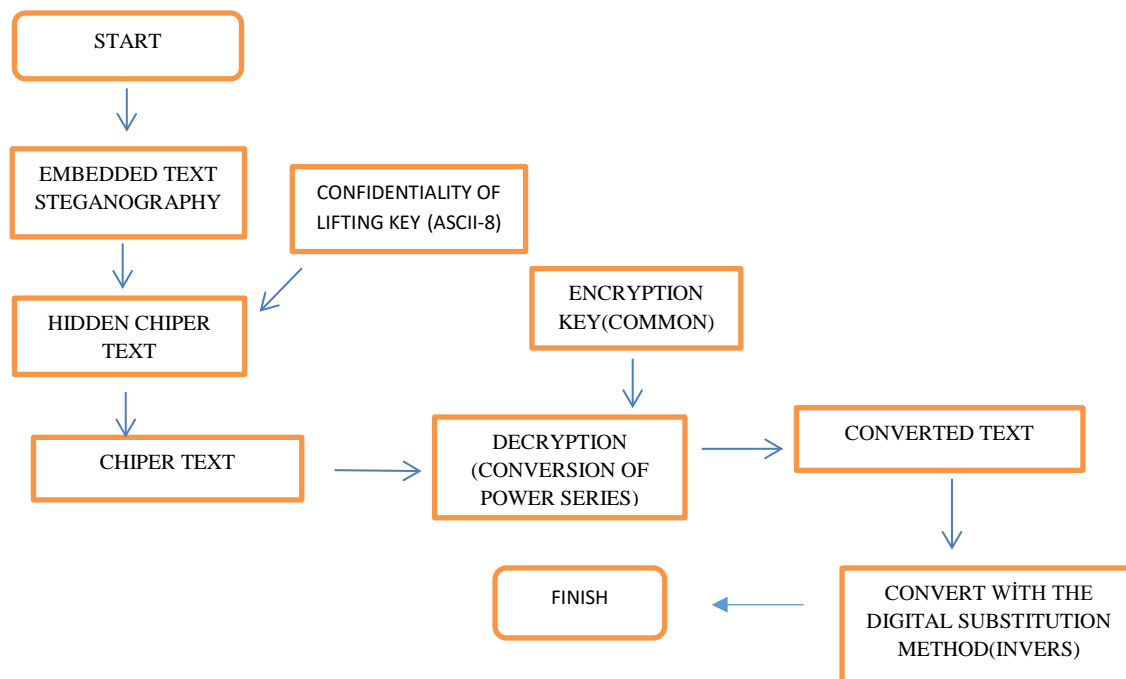 START
EMBEDDED TEXT
STEGANOGRAPHY
CONFIDENTIALITY OF
LIFTING KEY (ASCII-8)
HIDDEN CHIPER
TEXT
ENCRYPTION
KEY(COMMON)
CHIPER TEXT
DECRYPTION
(CONVERSION OF
POWER SERIES)
CONVERTED TEXT
CONVERT WİTH THE
DIGITAL SUBSTITUTION
METHOD(INVERS)
FINISH